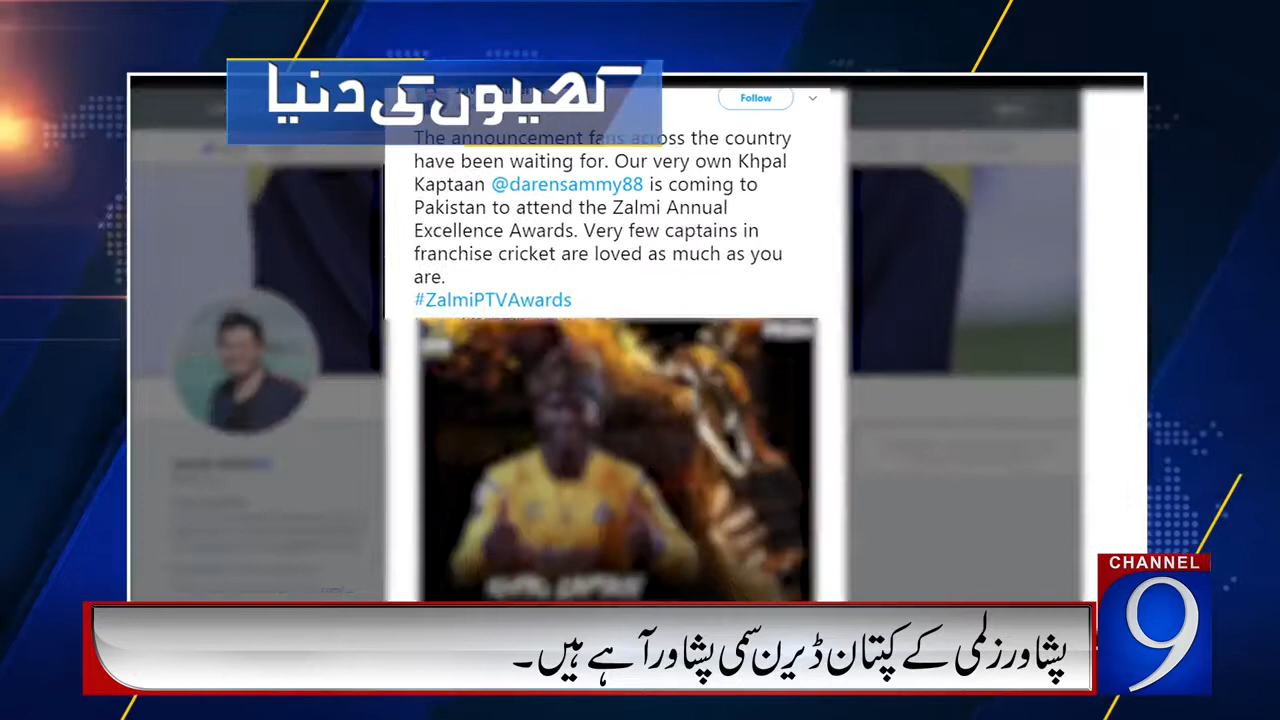 کھیلوں کی دنیا
Follow
The announcement fans across the country
have been waiting for. Our very own Khpal
Kaptaan @darensammy88 is coming to
Pakistan to attend the Zalmi Annual
Excellence Awards. Very few captains in
franchise cricket are loved as much as you
are.
#ZalmiPTVAwards
CHANNEL
9
پشاور زلمی کے کپتان ڈیرن سمی پشاور آ ہے ہیں۔